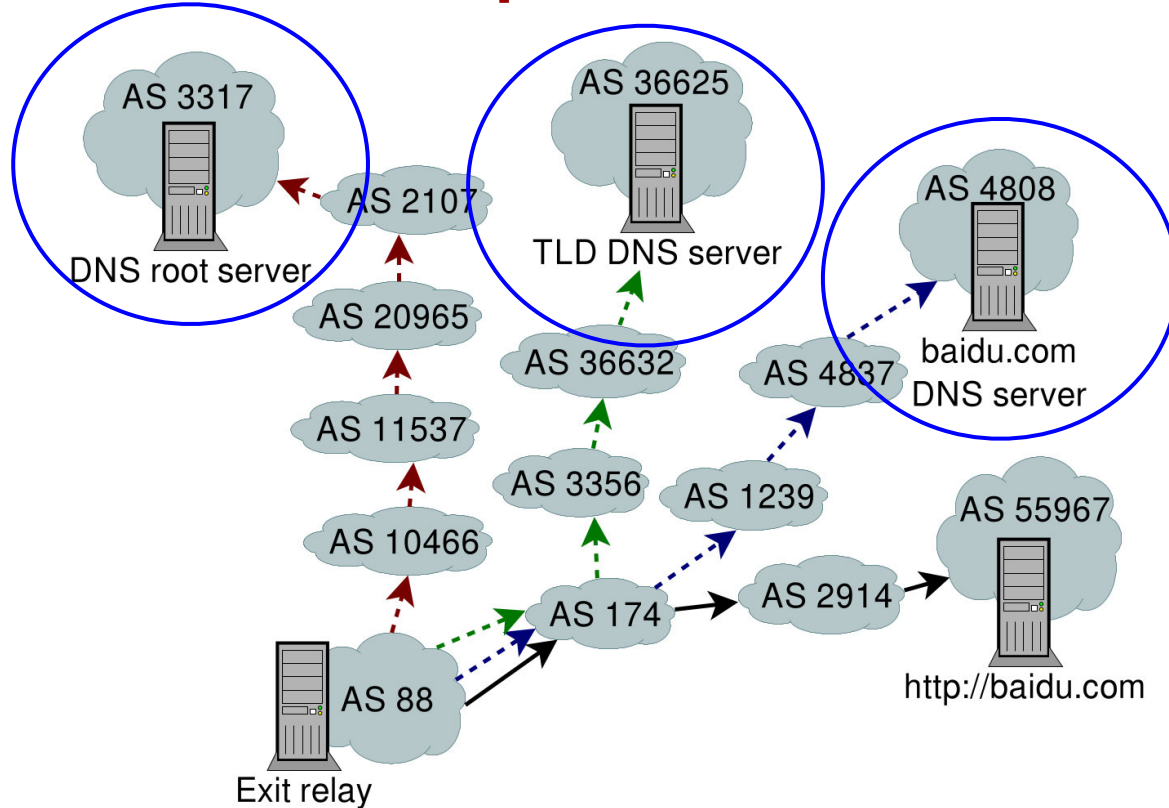 AS 3317
AS 36625
AS 2107
AS 4808
DNS root server
TLD DNS server
AS 20965
AS 36632
AS 4837
baidu.com
DNS server
AS 11537
AS 3356
AS 1239
AS 55967
AS 10466
AS 174
AS 2914
AS 88
http://baidu.com
Exit relay